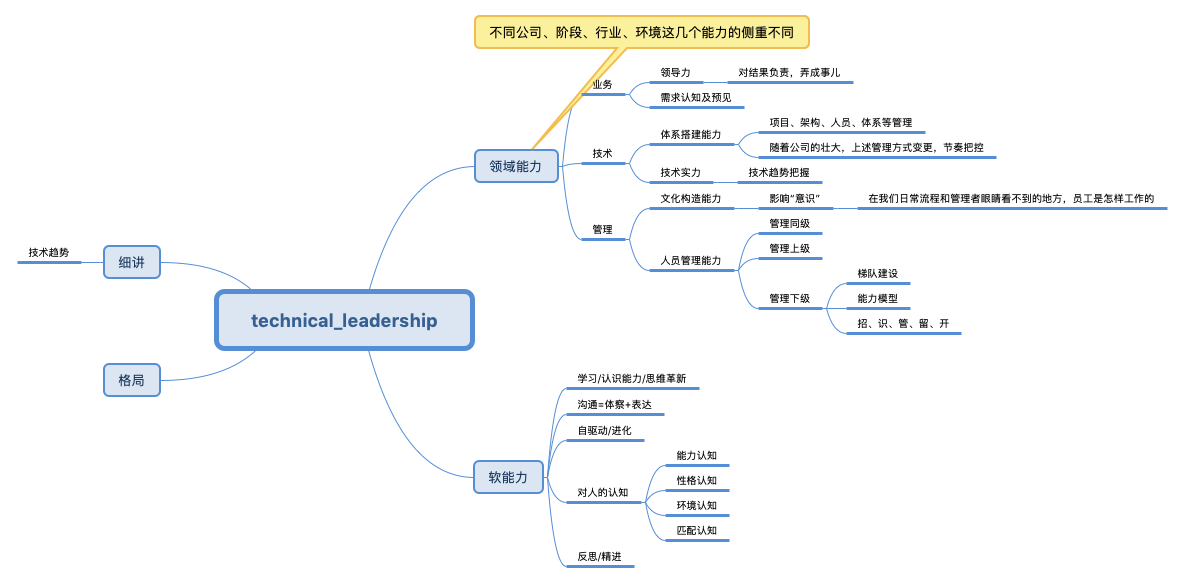 不同公司、阶段、行业、环境这几个能力的侧重不同
领域能力
业务
领导力
对结果负责，弄成事儿
需求认知及预见
技术
体系搭建能力
项目、架构、人员、体系等管理
随着公司的壮大，上述管理方式变更，节奏把控
技术实力
技术趋势把握
管理
文化构造能力
影响“意识”
在我们日常流程和管理者眼睛看不到的地方，员工是怎样工作的
人员管理能力
管理同级
管理上级
管理下级
梯队建设
能力模型
招、识、管、留、开
技术趋势
细讲
technical_leadership
格局
软能力
学习/认识能力/思维革新
沟通=体察+表达
自驱动/进化
对人的认知
能力认知
性格认知
环境认知
匹配认知
反思/精进